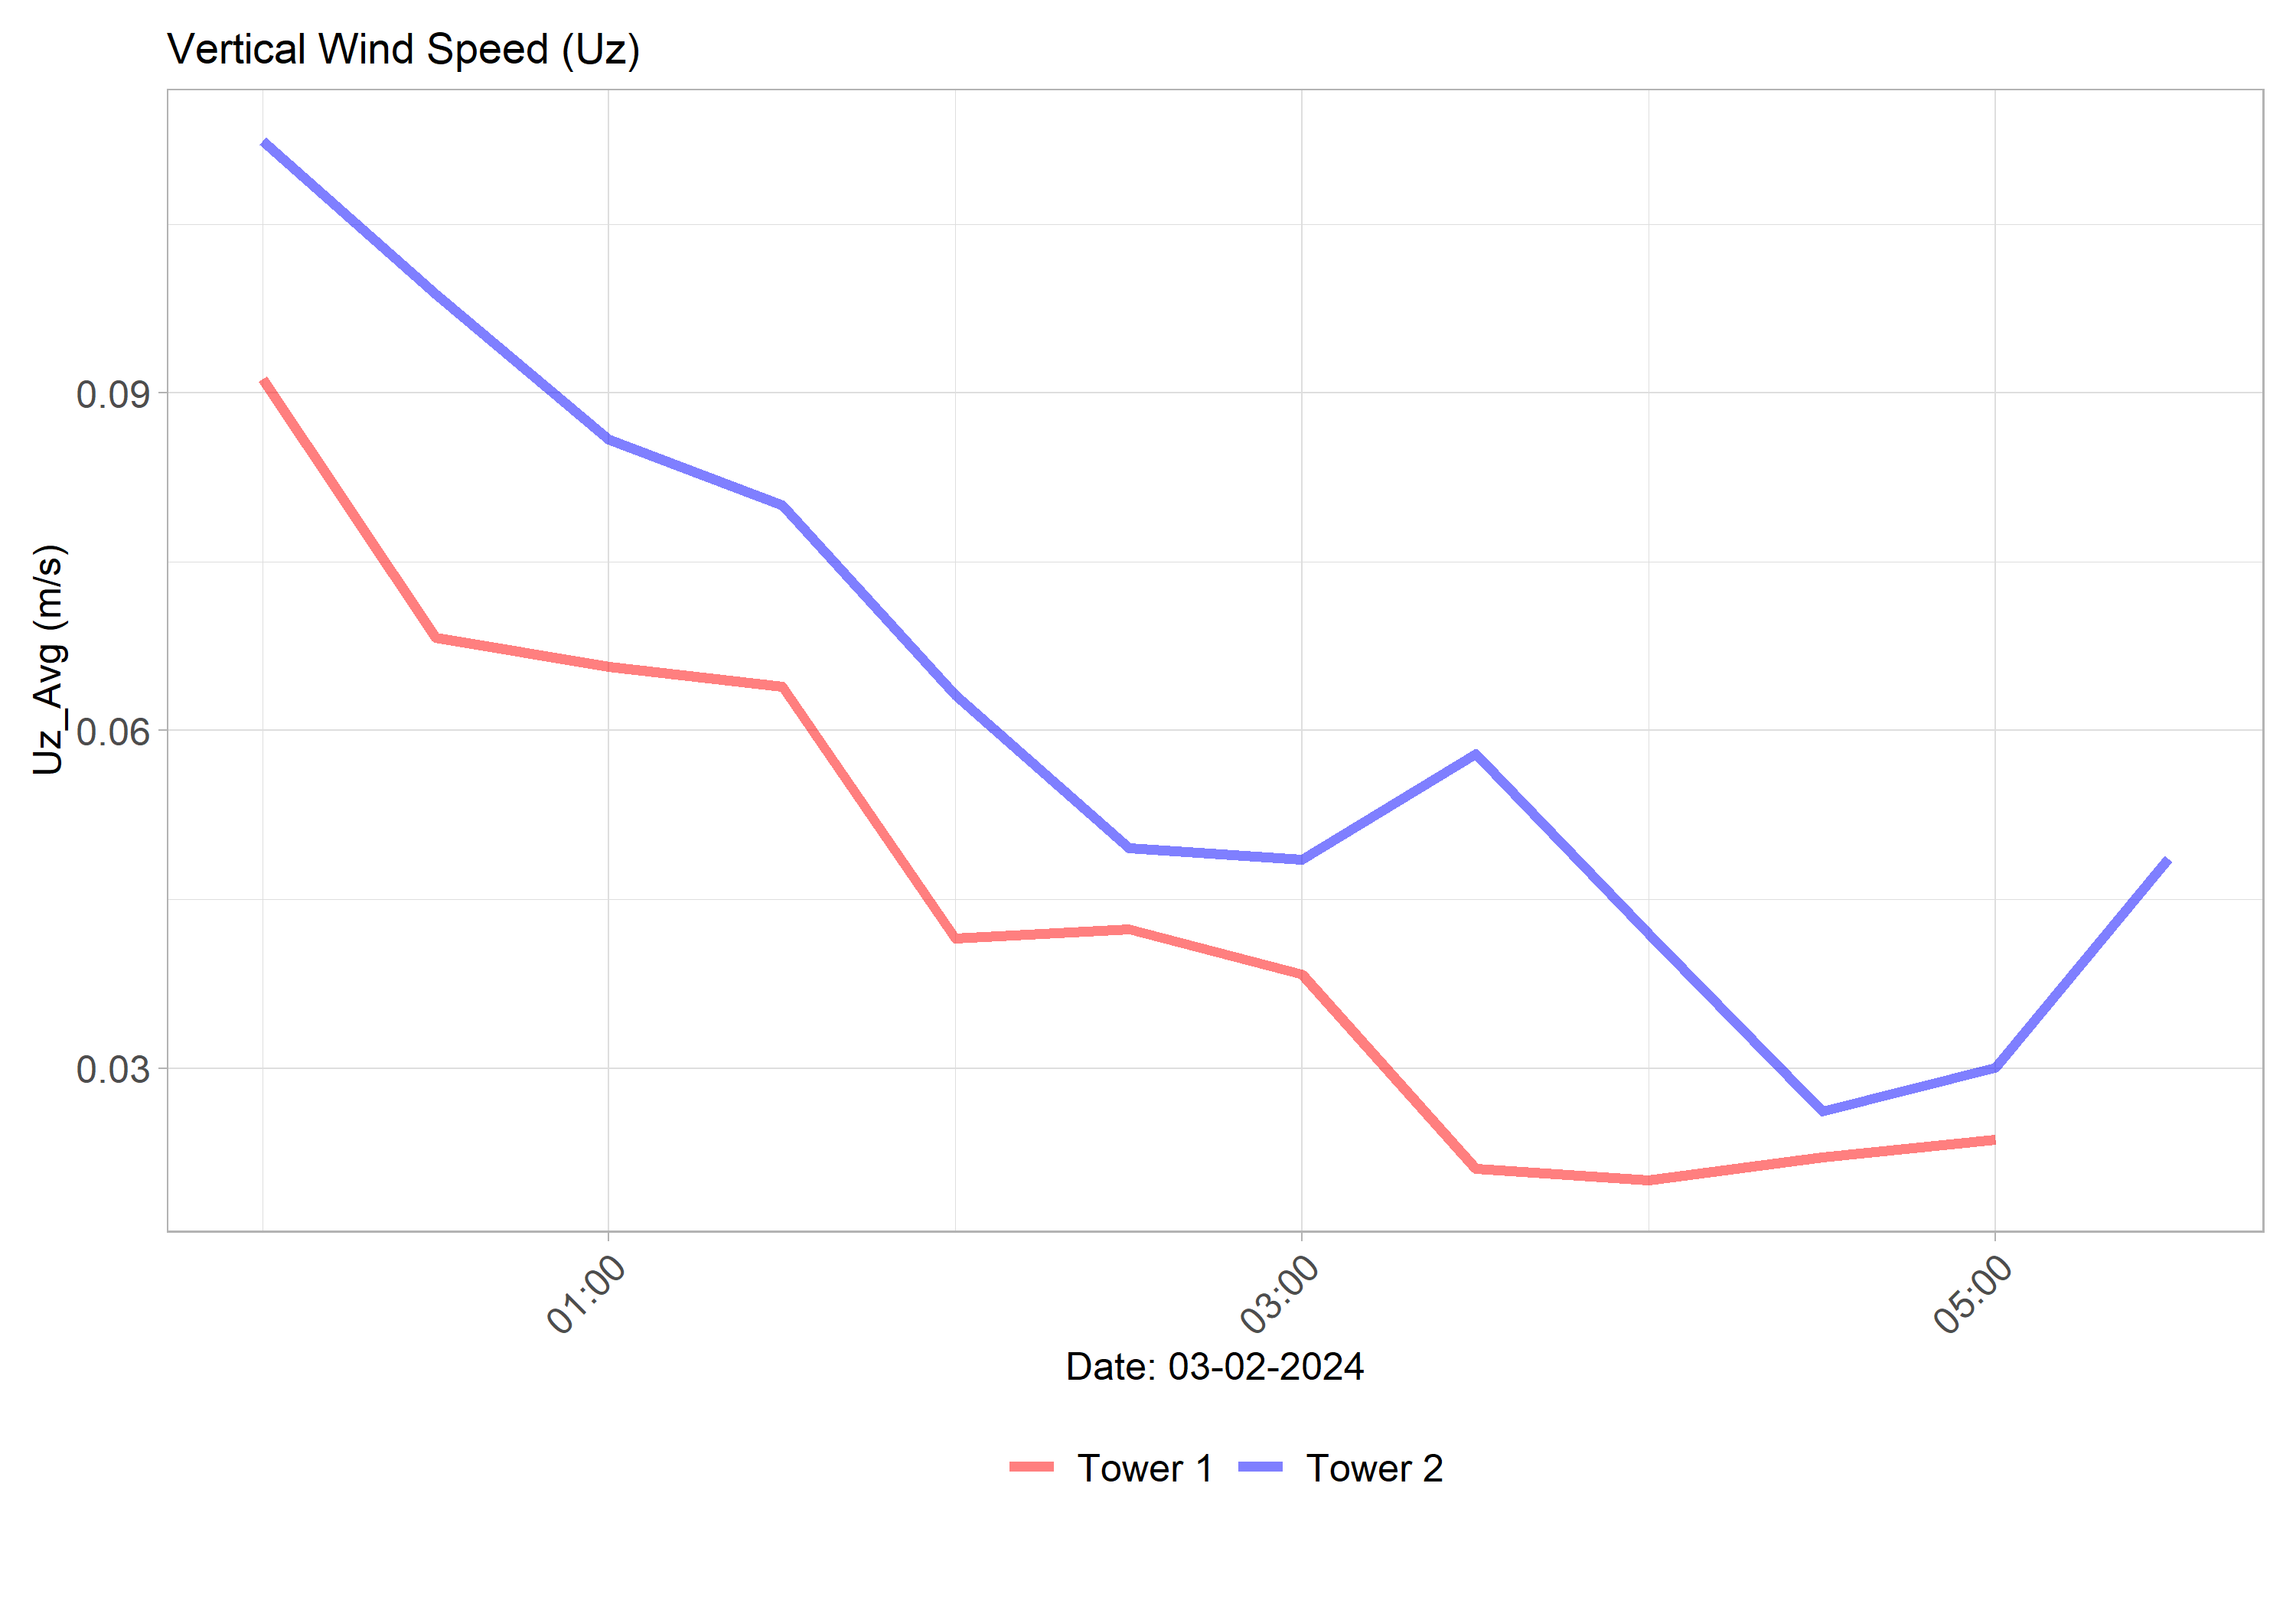 Vertical Wind Speed (Uz)
Uz_Avg (m/s)
0.09
0.06
0.03
01:00
03:00
05:00
Date: 03-02-2024
Tower 1
Tower 2